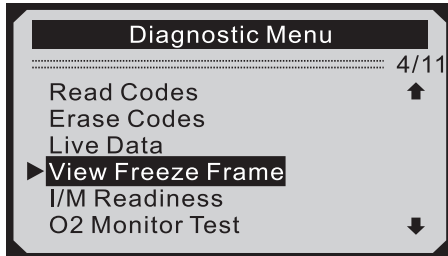 Diagnostic Menu
4/11
Read Codes
Erase Codes
Live Data
View Freeze Frame
I/M Readiness
O2 Monitor Test